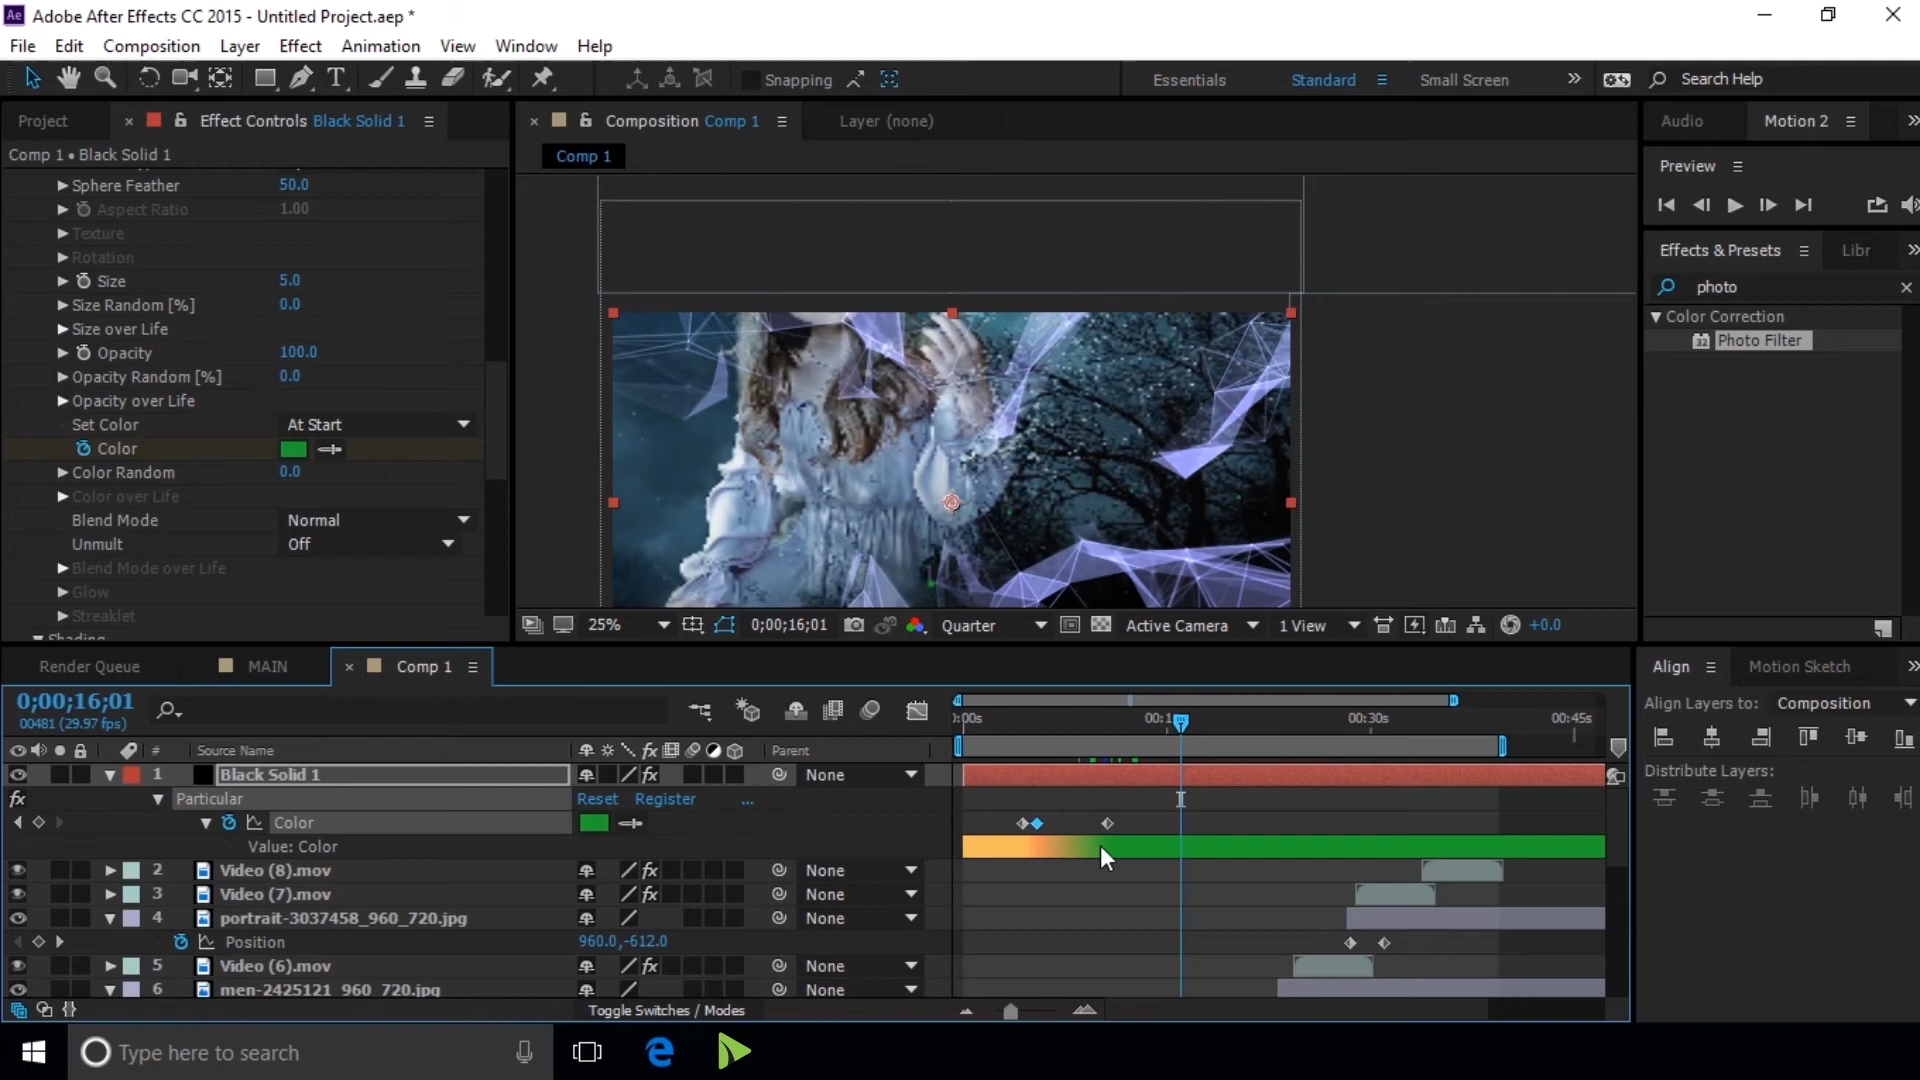 Ae Adobe After Effects CC 2015 - Untitled Project.aep *
File Edit Composition Layer Effect Animation View Window Help
Snapping Essentials Standard Small Screen Search Help
Project Effect Controls Black Solid 1
Comp 1 • Black Solid 1
Sphere Feather 50.0
Aspect Ratio 1.00
Texture
Rotation
Size 5.0
Size Random [%] 0.0
Size over Life
Opacity 100.0
Opacity Random [%] 0.0
Opacity over Life
Set Color At Start
Color
Color Random 0.0
Color over Life
Blend Mode Normal
Unmult Off
Blend Mode over Life
Glow
Streaklet
Shading
Composition Comp 1 Layer (none)
Comp 1
25% 0;00;16;01 Quarter Active Camera 1 View +0.0
Audio Motion 2
Preview
Effects & Presets Libr
photo
Color Correction
32 Photo Filter
Render Queue MAIN Comp 1
0;00;16;01
00481 (29.97 fps)
:00s 00:1 00:30s 00:45s
# Source Name Parent
1 Black Solid 1 None
fx Particular Reset Register ...
Color
Value: Color
2 Video (8).mov None
3 Video (7).mov None
4 portrait-3037458_960_720.jpg None
Position 960.0,-612.0
5 Video (6).mov None
6 men-2425121_960_720.jpg None
Toggle Switches / Modes
Align Motion Sketch
Align Layers to: Composition
Distribute Layers:
Type here to search